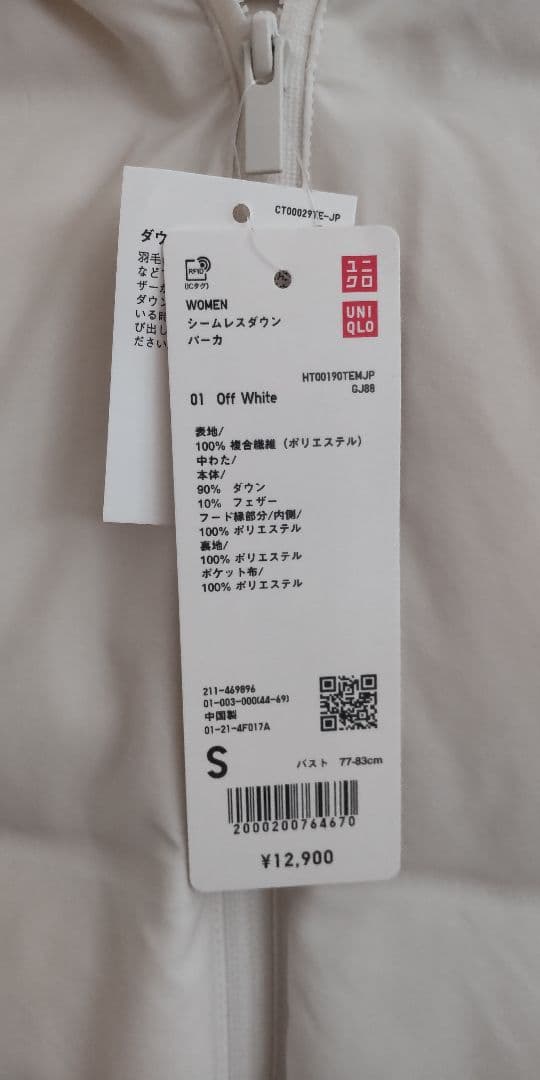 CT00029TE-JP
ダウ
羽毛
など
ザーが
ダウン
いる時
び出し
ださい
RFID
(ICタグ)
ユニクロ
UNIQLO
WOMEN
シームレスダウン
パーカ
HT00190TEMJP
GJ88
01 Off White
表地/
100% 複合繊維（ポリエステル）
中わた/
本体/
90% ダウン
10% フェザー
フード縁部分/内側/
100% ポリエステル
裏地/
100% ポリエステル
ポケット布/
100% ポリエステル
211-469896
01-003-000(44-69)
中国製
01-21-4F017A
S バスト 77-83cm
2000200764670
¥12,900